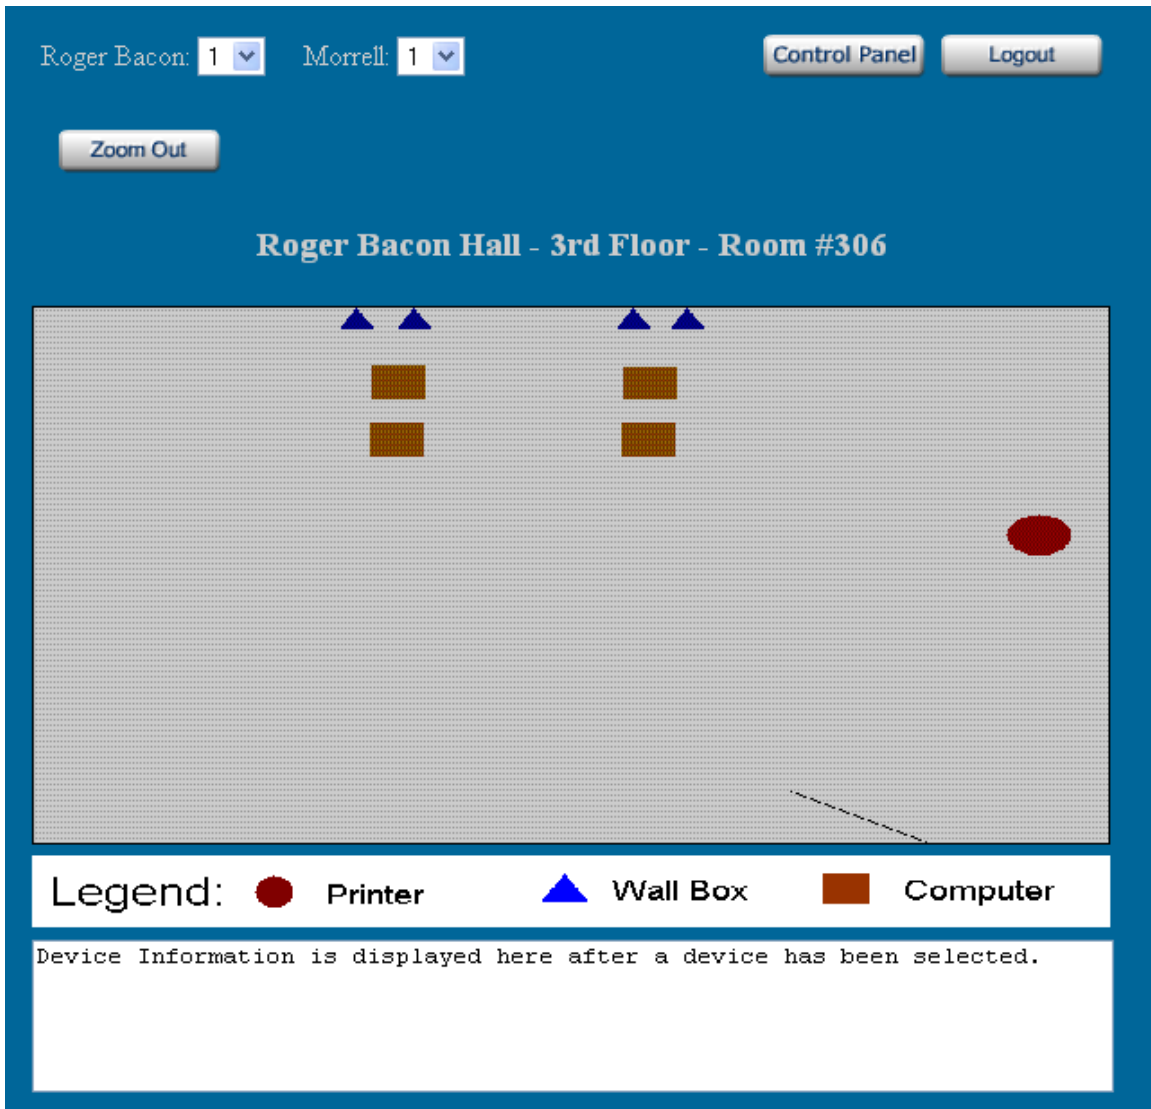 Roger Bacon: 1 Morrell: 1 Control Panel Logout
Zoom Out
Roger Bacon Hall - 3rd Floor - Room #306
Legend: Printer Wall Box Computer
Device Information is displayed here after a device has been selected.